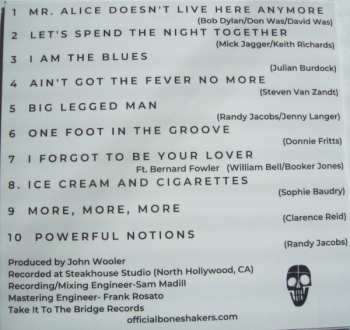 1 MR. ALICE DOESN'T LIVE HERE ANYMORE
(Bob Dylan/Don Was/David Was)
2 LET'S SPEND THE NIGHT TOGETHER
(Mick Jagger/Keith Richards)
3 I AM THE BLUES
(Julian Burdock)
4 AIN'T GOT THE FEVER NO MORE
(Steven Van Zandt)
5 BIG LEGGED MAN
(Randy Jacobs/Jenny Langer)
6 ONE FOOT IN THE GROOVE
(Donnie Fritts)
7 I FORGOT TO BE YOUR LOVER
Ft. Bernard Fowler (William Bell/Booker Jones)
8. ICE CREAM AND CIGARETTES
(Sophie Baudry)
9 MORE, MORE, MORE
(Clarence Reid)
10 POWERFUL NOTIONS
(Randy Jacobs)
Produced by John Wooler
Recorded at Steakhouse Studio (North Hollywood, CA)
Recording/Mixing Engineer-Sam Madill
Mastering Engineer- Frank Rosato
Take It To The Bridge Records
officialboneshakers.com